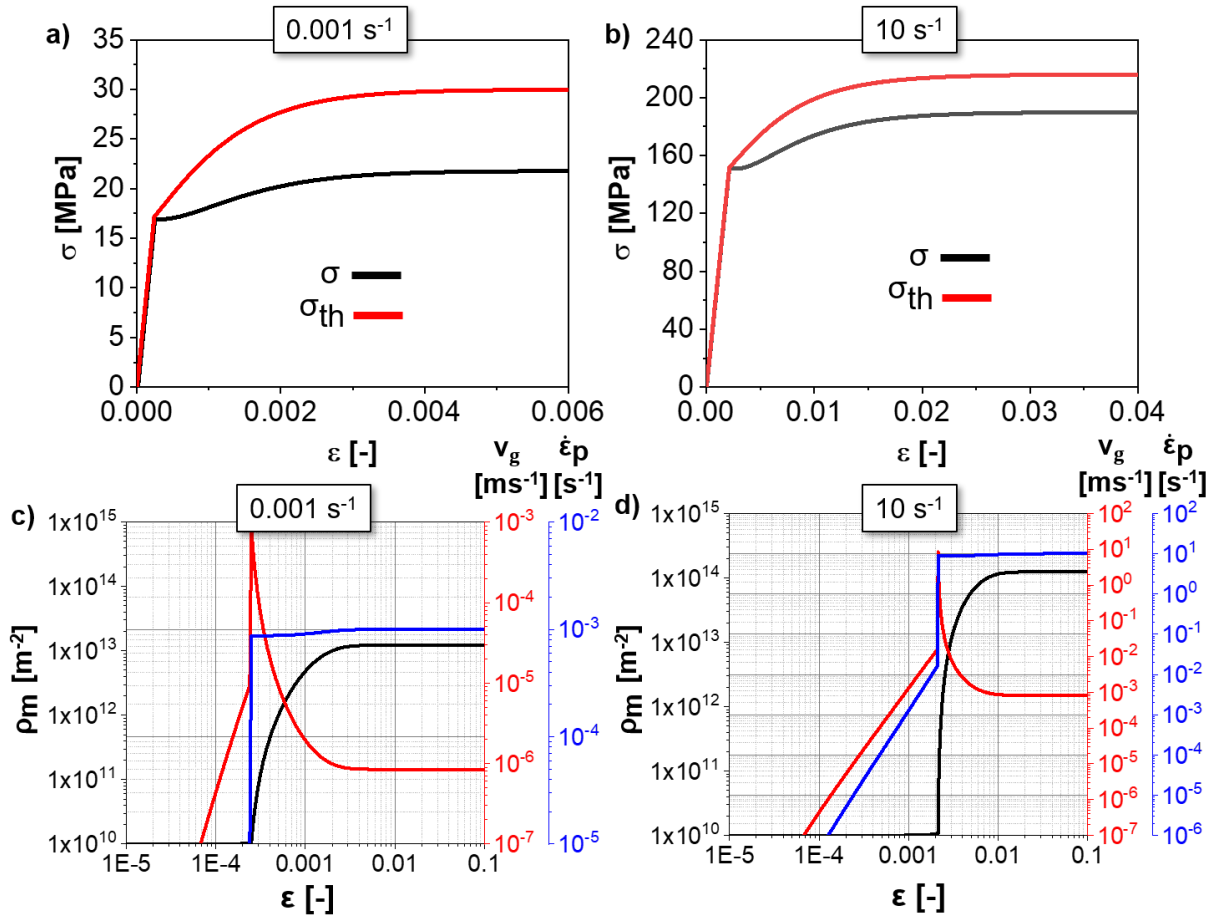 a)
0.001 s⁻¹
35
30
25
20
15
10
5
0
σ [MPa]
σ
σth
0.000
0.002
0.004
0.006
ε [-]
b)
10 s⁻¹
240
200
160
120
80
40
0
σ [MPa]
σ
σth
0.00
0.01
0.02
0.03
0.04
ε [-]
c)
0.001 s⁻¹
vg
[ms⁻¹]
ε̇p
[s⁻¹]
1x10¹⁵
1x10¹⁴
1x10¹³
1x10¹²
1x10¹¹
1x10¹⁰
ρm [m⁻²]
10⁻³
10⁻⁴
10⁻⁵
10⁻⁶
10⁻⁷
10⁻²
10⁻³
10⁻⁴
10⁻⁵
1E-5
1E-4
0.001
0.01
0.1
ε [-]
d)
10 s⁻¹
vg
[ms⁻¹]
ε̇p
[s⁻¹]
1x10¹⁵
1x10¹⁴
1x10¹³
1x10¹²
1x10¹¹
1x10¹⁰
ρm [m⁻²]
10²
10¹
10⁰
10⁻¹
10⁻²
10⁻³
10⁻⁴
10⁻⁵
10⁻⁶
10⁻⁷
10²
10¹
10⁰
10⁻¹
10⁻²
10⁻³
10⁻⁴
10⁻⁵
10⁻⁶
1E-5
1E-4
0.001
0.01
0.1
ε [-]